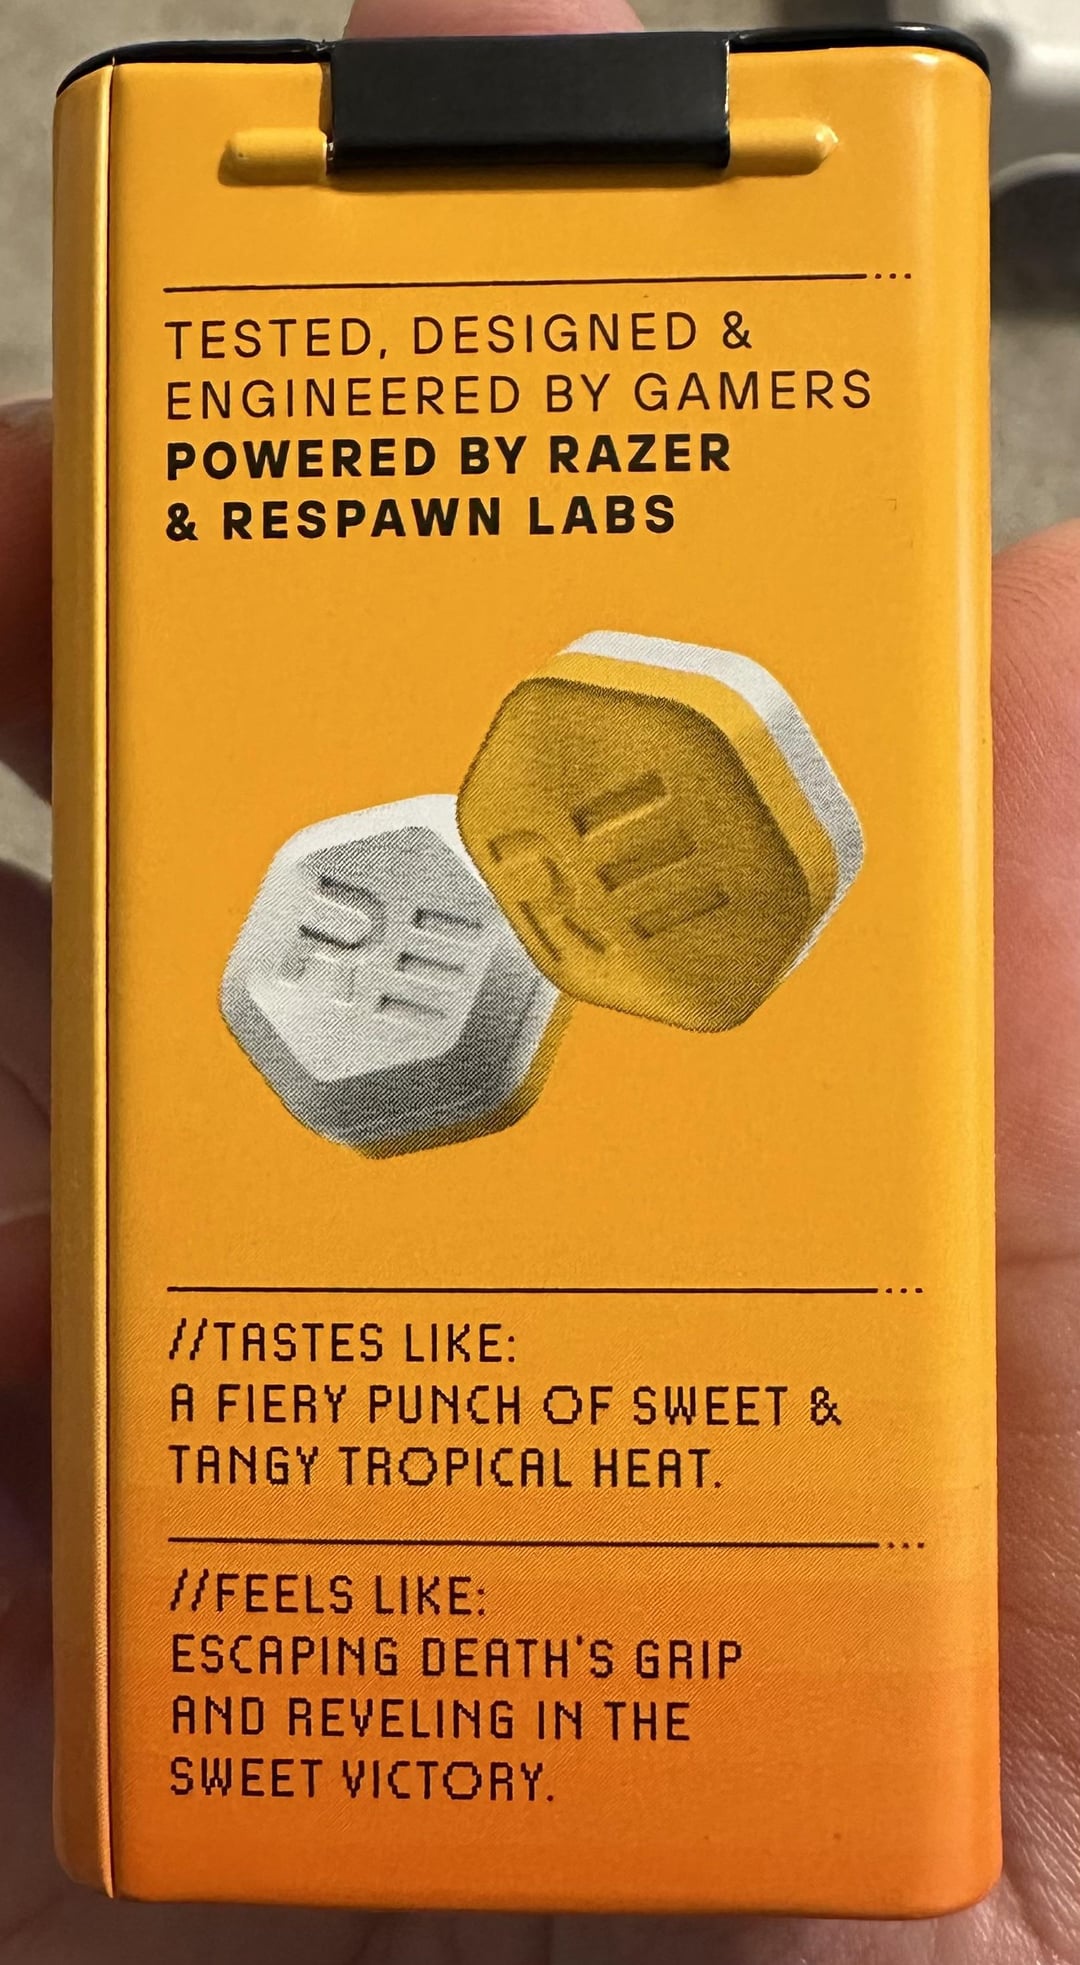 TESTED, DESIGNED &
ENGINEERED BY GAMERS
POWERED BY RAZER
& RESPAWN LABS
//TASTES LIKE:
A FIERY PUNCH OF SWEET &
TANGY TROPICAL HEAT.
//FEELS LIKE:
ESCAPING DEATH'S GRIP
AND REVELING IN THE
SWEET VICTORY.